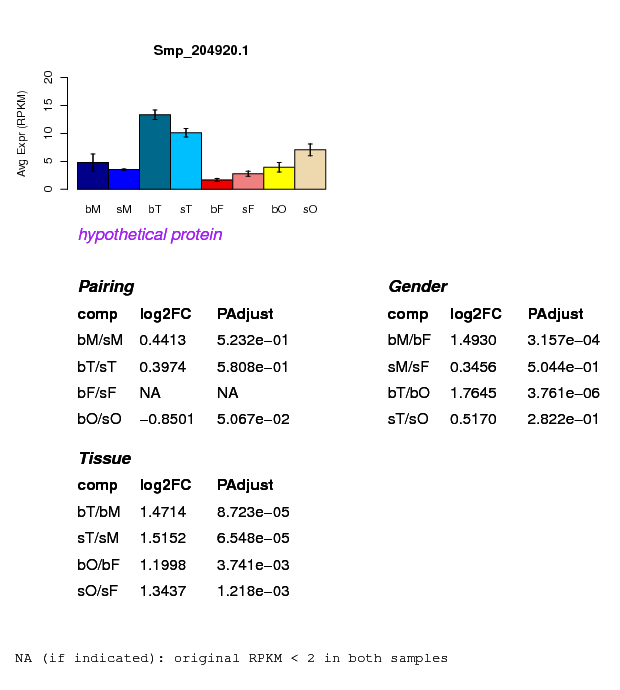 Smp_204920.1
Avg Expr (RPKM)
20
15
10
5
0
bM sM bT sT bF sF bO sO
hypothetical protein
Pairing
comp log2FC PAdjust
bM/sM 0.4413 5.232e−01
bT/sT 0.3974 5.808e−01
bF/sF NA NA
bO/sO −0.8501 5.067e−02
Gender
comp log2FC PAdjust
bM/bF 1.4930 3.157e−04
sM/sF 0.3456 5.044e−01
bT/bO 1.7645 3.761e−06
sT/sO 0.5170 2.822e−01
Tissue
comp log2FC PAdjust
bT/bM 1.4714 8.723e−05
sT/sM 1.5152 6.548e−05
bO/bF 1.1998 3.741e−03
sO/sF 1.3437 1.218e−03
NA (if indicated): original RPKM < 2 in both samples